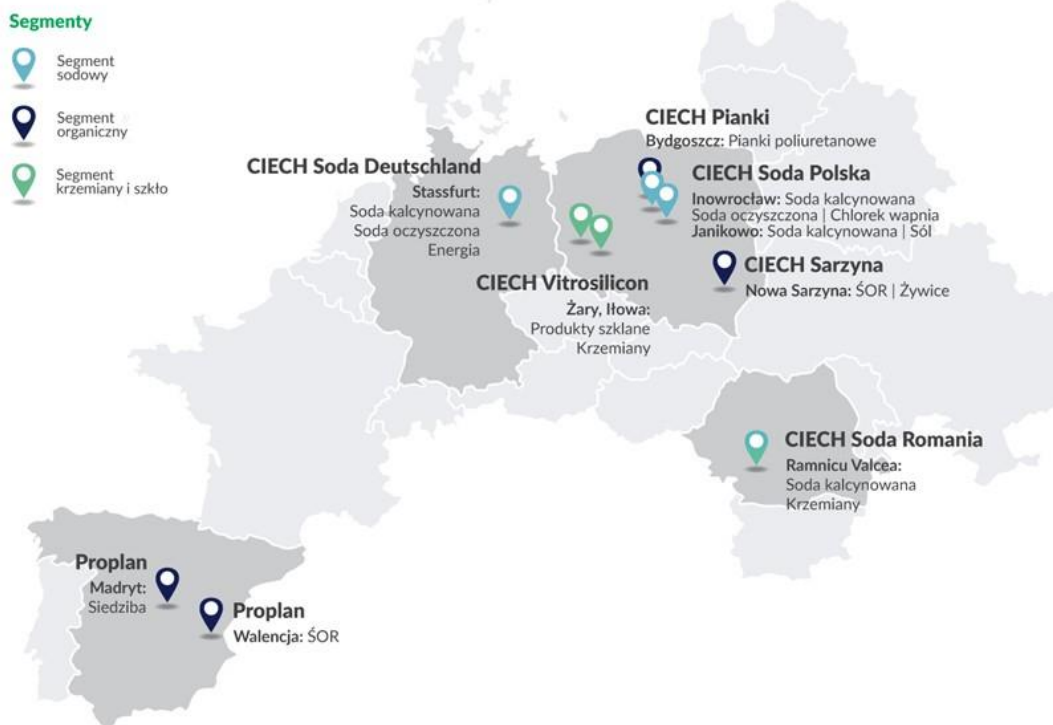 Segmenty
Segment
sodowy
Segment
organiczny
Segment
krzemiany i szkło
CIECH Pianki
Bydgoszcz: Pianki poliuretanowe
CIECH Soda Deutschland
Stassfurt:
Soda kalcynowana
Soda oczyszczona
Energia
CIECH Soda Polska
Inowrocław: Soda kalcynowana
Soda oczyszczona | Chlorek wapnia
Janikowo: Soda kalcynowana | Sól
CIECH Vitrosilicon
Żary, Iłowa:
Produkty szklane
Krzemiany
CIECH Sarzyna
Nowa Sarzyna: ŚOR | Żywice
CIECH Soda Romania
Ramnicu Valcea:
Soda kalcynowana
Krzemiany
Proplan
Madryt:
Siedziba
Proplan
Walencja: ŚOR